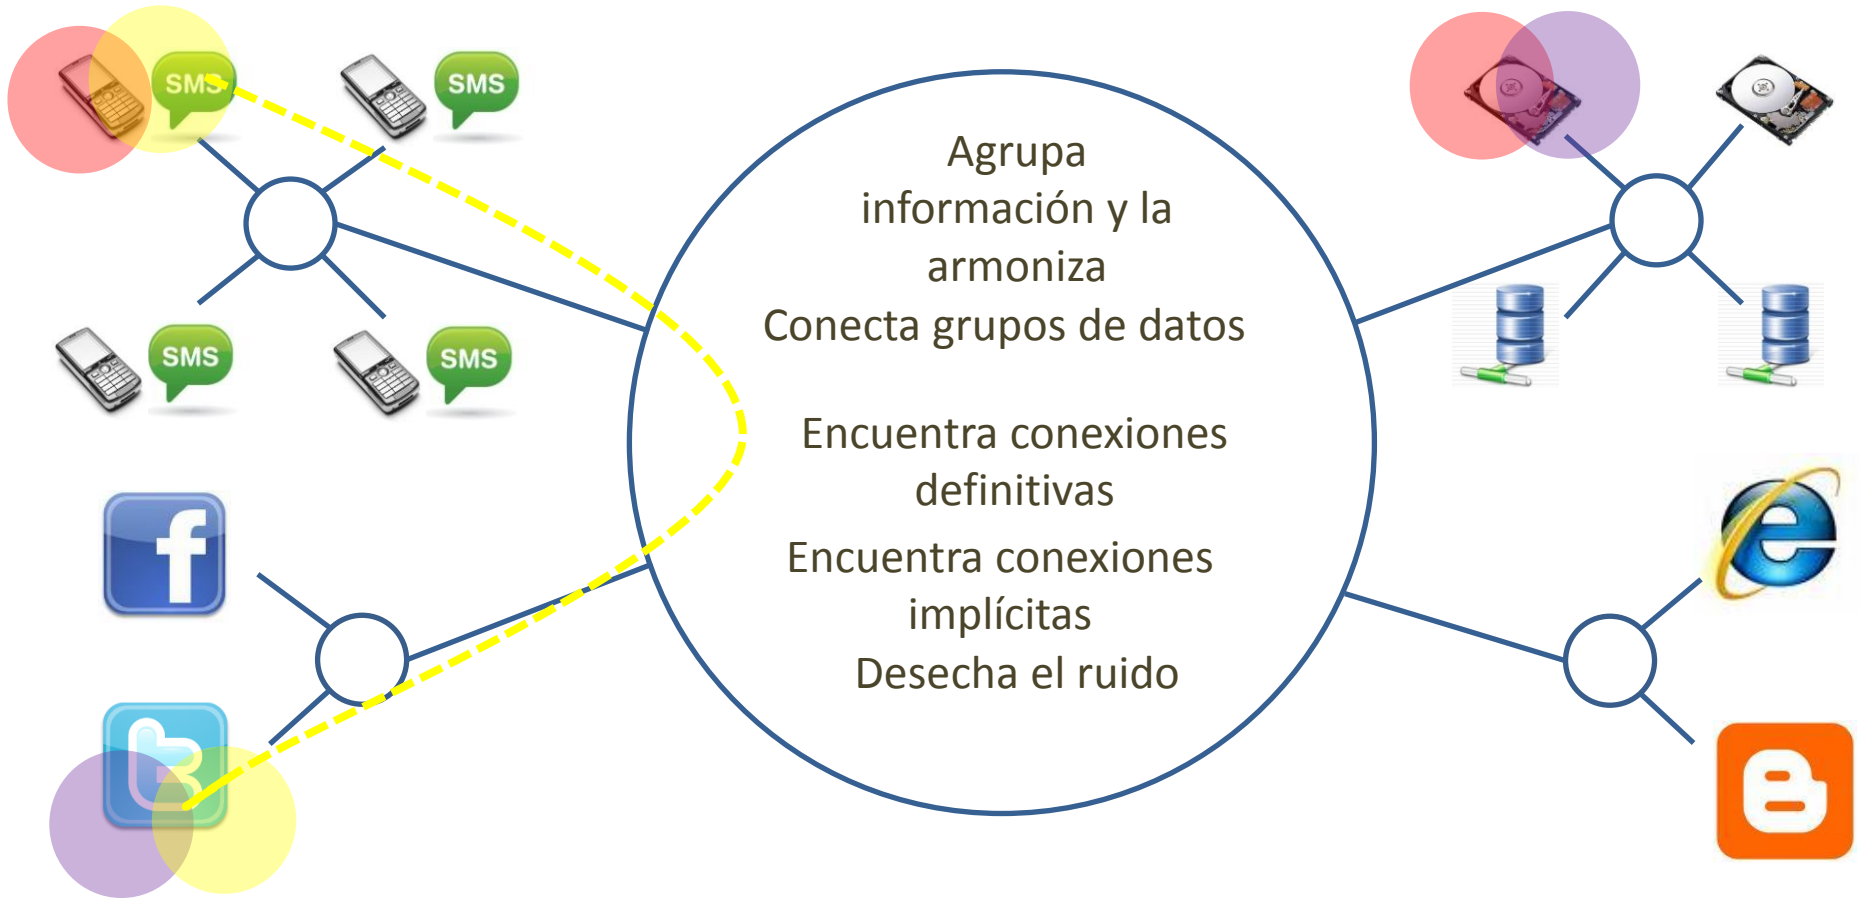 SMS
SMS
Agrupa
información y la
armoniza
Conecta grupos de datos
SMS
SMS
Encuentra conexiones
definitivas
Encuentra conexiones
implícitas
Desecha el ruido